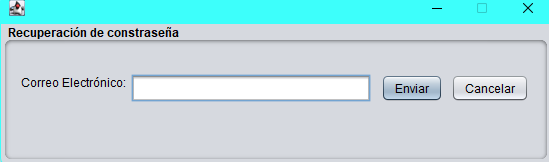 Recuperación de constraseña
Correo Electrónico:
Enviar
Cancelar